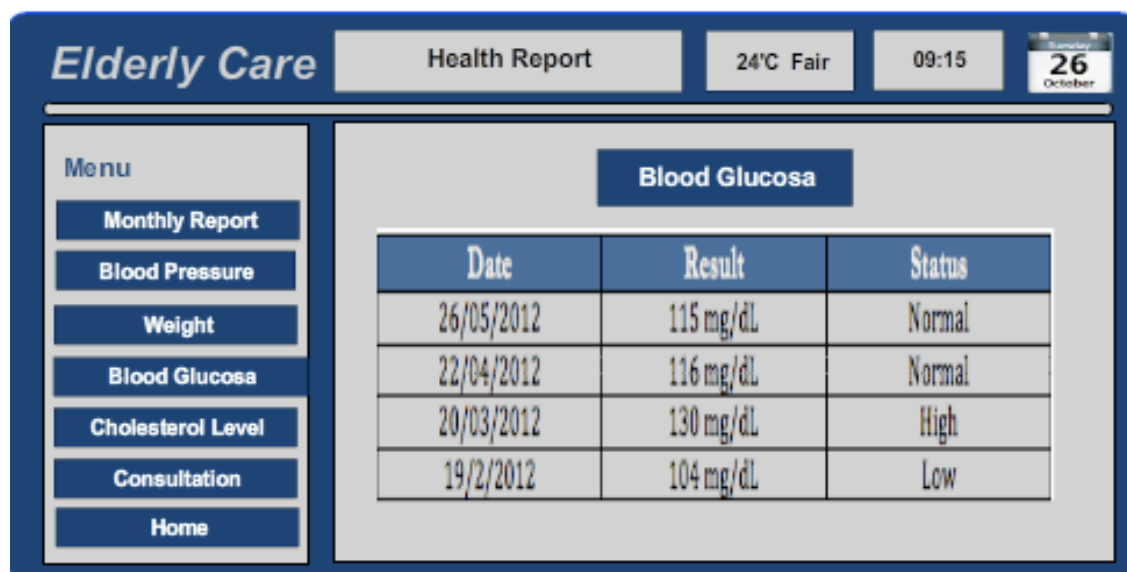 Elderly Care
Health Report
24'C Fair
09:15
Tuesday
26
October
Menu
Monthly Report
Blood Pressure
Weight
Blood Glucosa
Cholesterol Level
Consultation
Home
Blood Glucosa
Date Result Status
26/05/2012 115 mg/dL Normal
22/04/2012 116 mg/dL Normal
20/03/2012 130 mg/dL High
19/2/2012 104 mg/dL Low